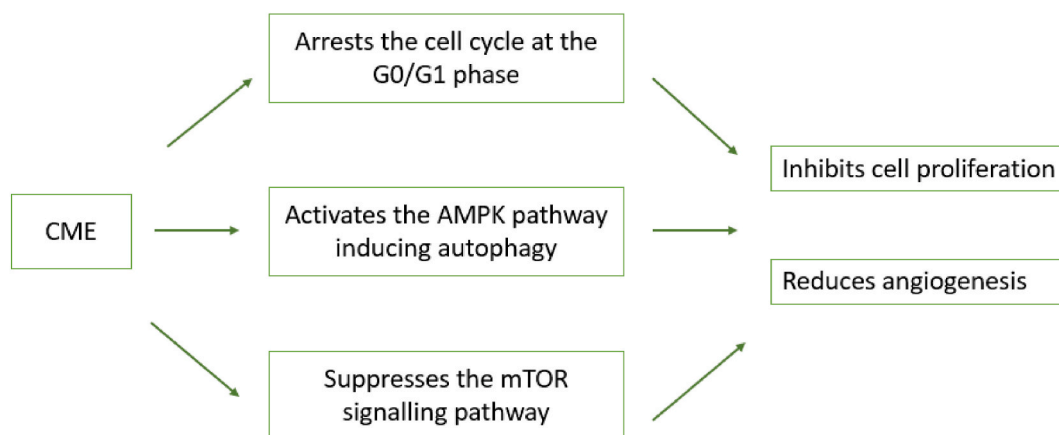 Arrests the cell cycle at the
G0/G1 phase
Inhibits cell proliferation
CME
Activates the AMPK pathway
inducing autophagy
Reduces angiogenesis
Suppresses the mTOR
signalling pathway